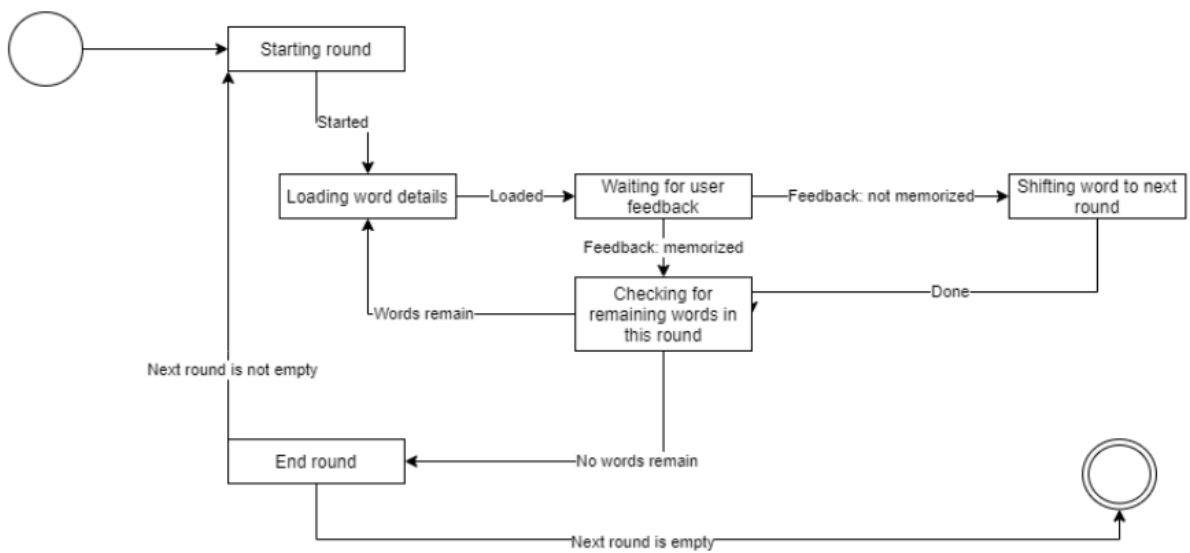 Starting round
Started
Loading word details
Loaded
Waiting for user
feedback
Feedback: not memorized
Shifting word to next
round
Feedback: memorized
Checking for
remaining words in
this round
Done
Words remain
Next round is not empty
End round
No words remain
Next round is empty